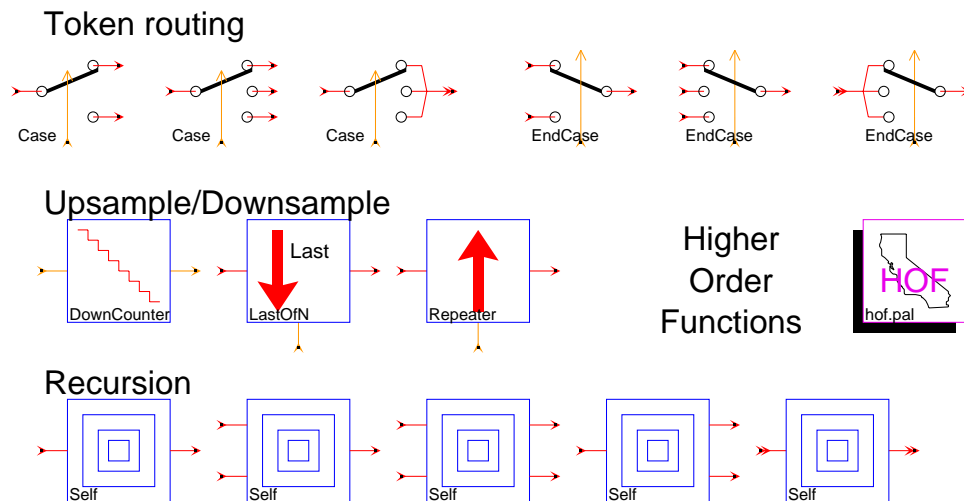 Token routing
Case
Case
Case
EndCase
EndCase
EndCase
Upsample/Downsample
DownCounter
Last
LastOfN
Repeater
Higher
Order
Functions
HOF
hof.pal
Recursion
Self
Self
Self
Self
Self